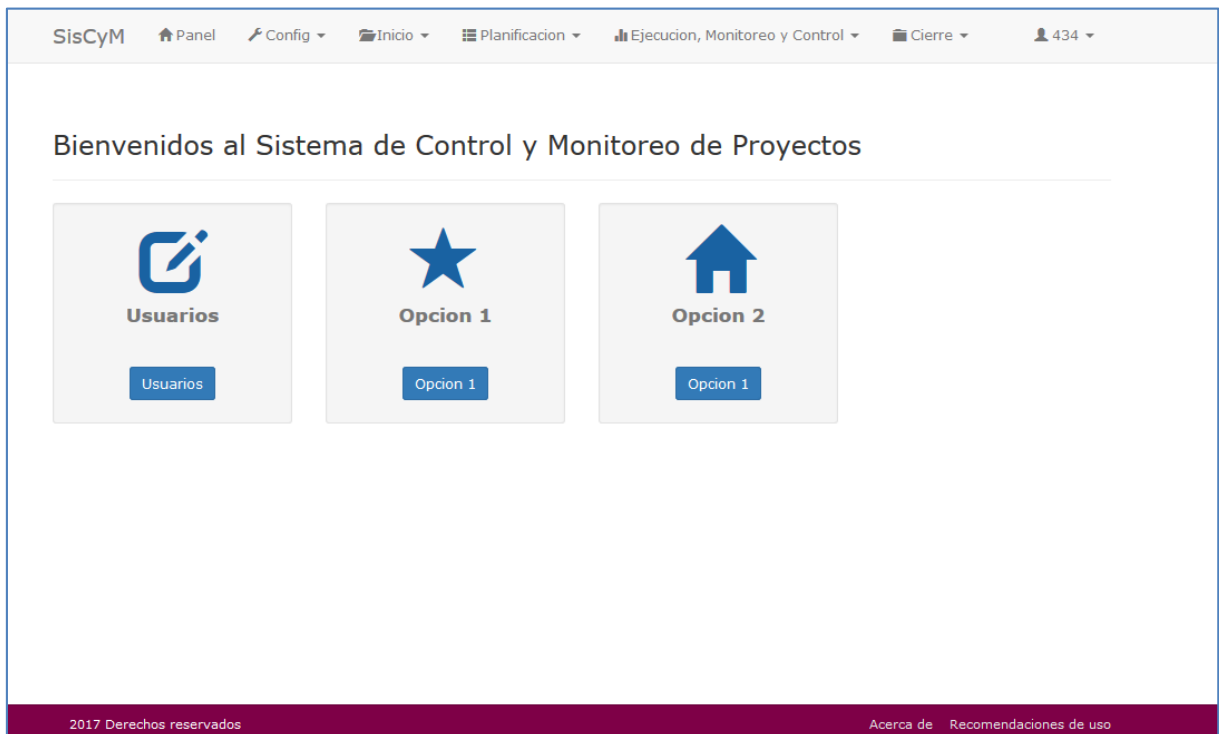 SisCyM Panel Config Inicio Planificacion Ejecucion, Monitoreo y Control Cierre 434
Bienvenidos al Sistema de Control y Monitoreo de Proyectos
Usuarios Opcion 1 Opcion 2
Usuarios Opcion 1 Opcion 1
2017 Derechos reservados Acerca de Recomendaciones de uso